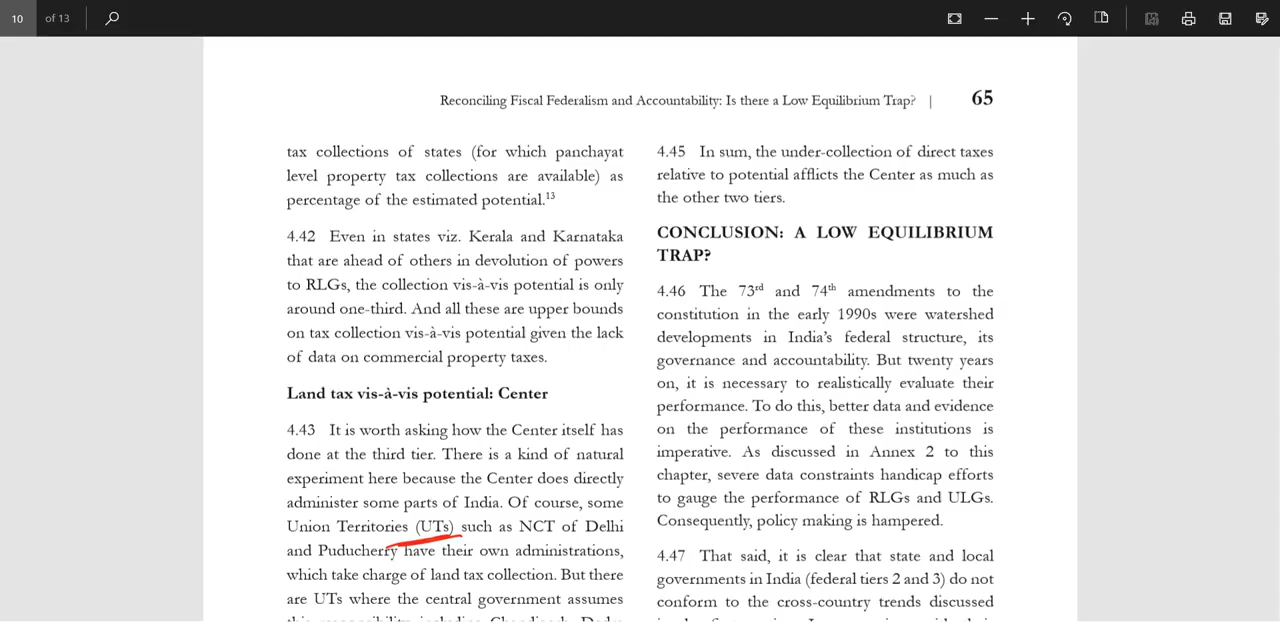 10 of 13
Reconciling Fiscal Federalism and Accountability: Is there a Low Equilibrium Trap? | 65
tax collections of states (for which panchayat
level property tax collections are available) as
percentage of the estimated potential.13
4.42 Even in states viz. Kerala and Karnataka
that are ahead of others in devolution of powers
to RLGs, the collection vis-à-vis potential is only
around one-third. And all these are upper bounds
on tax collection vis-à-vis potential given the lack
of data on commercial property taxes.
Land tax vis-à-vis potential: Center
4.43 It is worth asking how the Center itself has
done at the third tier. There is a kind of natural
experiment here because the Center does directly
administer some parts of India. Of course, some
Union Territories (UTs) such as NCT of Delhi
and Puducherry have their own administrations,
which take charge of land tax collection. But there
are UTs where the central government assumes
4.45 In sum, the under-collection of direct taxes
relative to potential afflicts the Center as much as
the other two tiers.
CONCLUSION: A LOW EQUILIBRIUM
TRAP?
4.46 The 73rd and 74th amendments to the
constitution in the early 1990s were watershed
developments in India's federal structure, its
governance and accountability. But twenty years
on, it is necessary to realistically evaluate their
performance. To do this, better data and evidence
on the performance of these institutions is
imperative. As discussed in Annex 2 to this
chapter, severe data constraints handicap efforts
to gauge the performance of RLGs and ULGs.
Consequently, policy making is hampered.
4.47 That said, it is clear that state and local
governments in India (federal tiers 2 and 3) do not
conform to the cross-country trends discussed